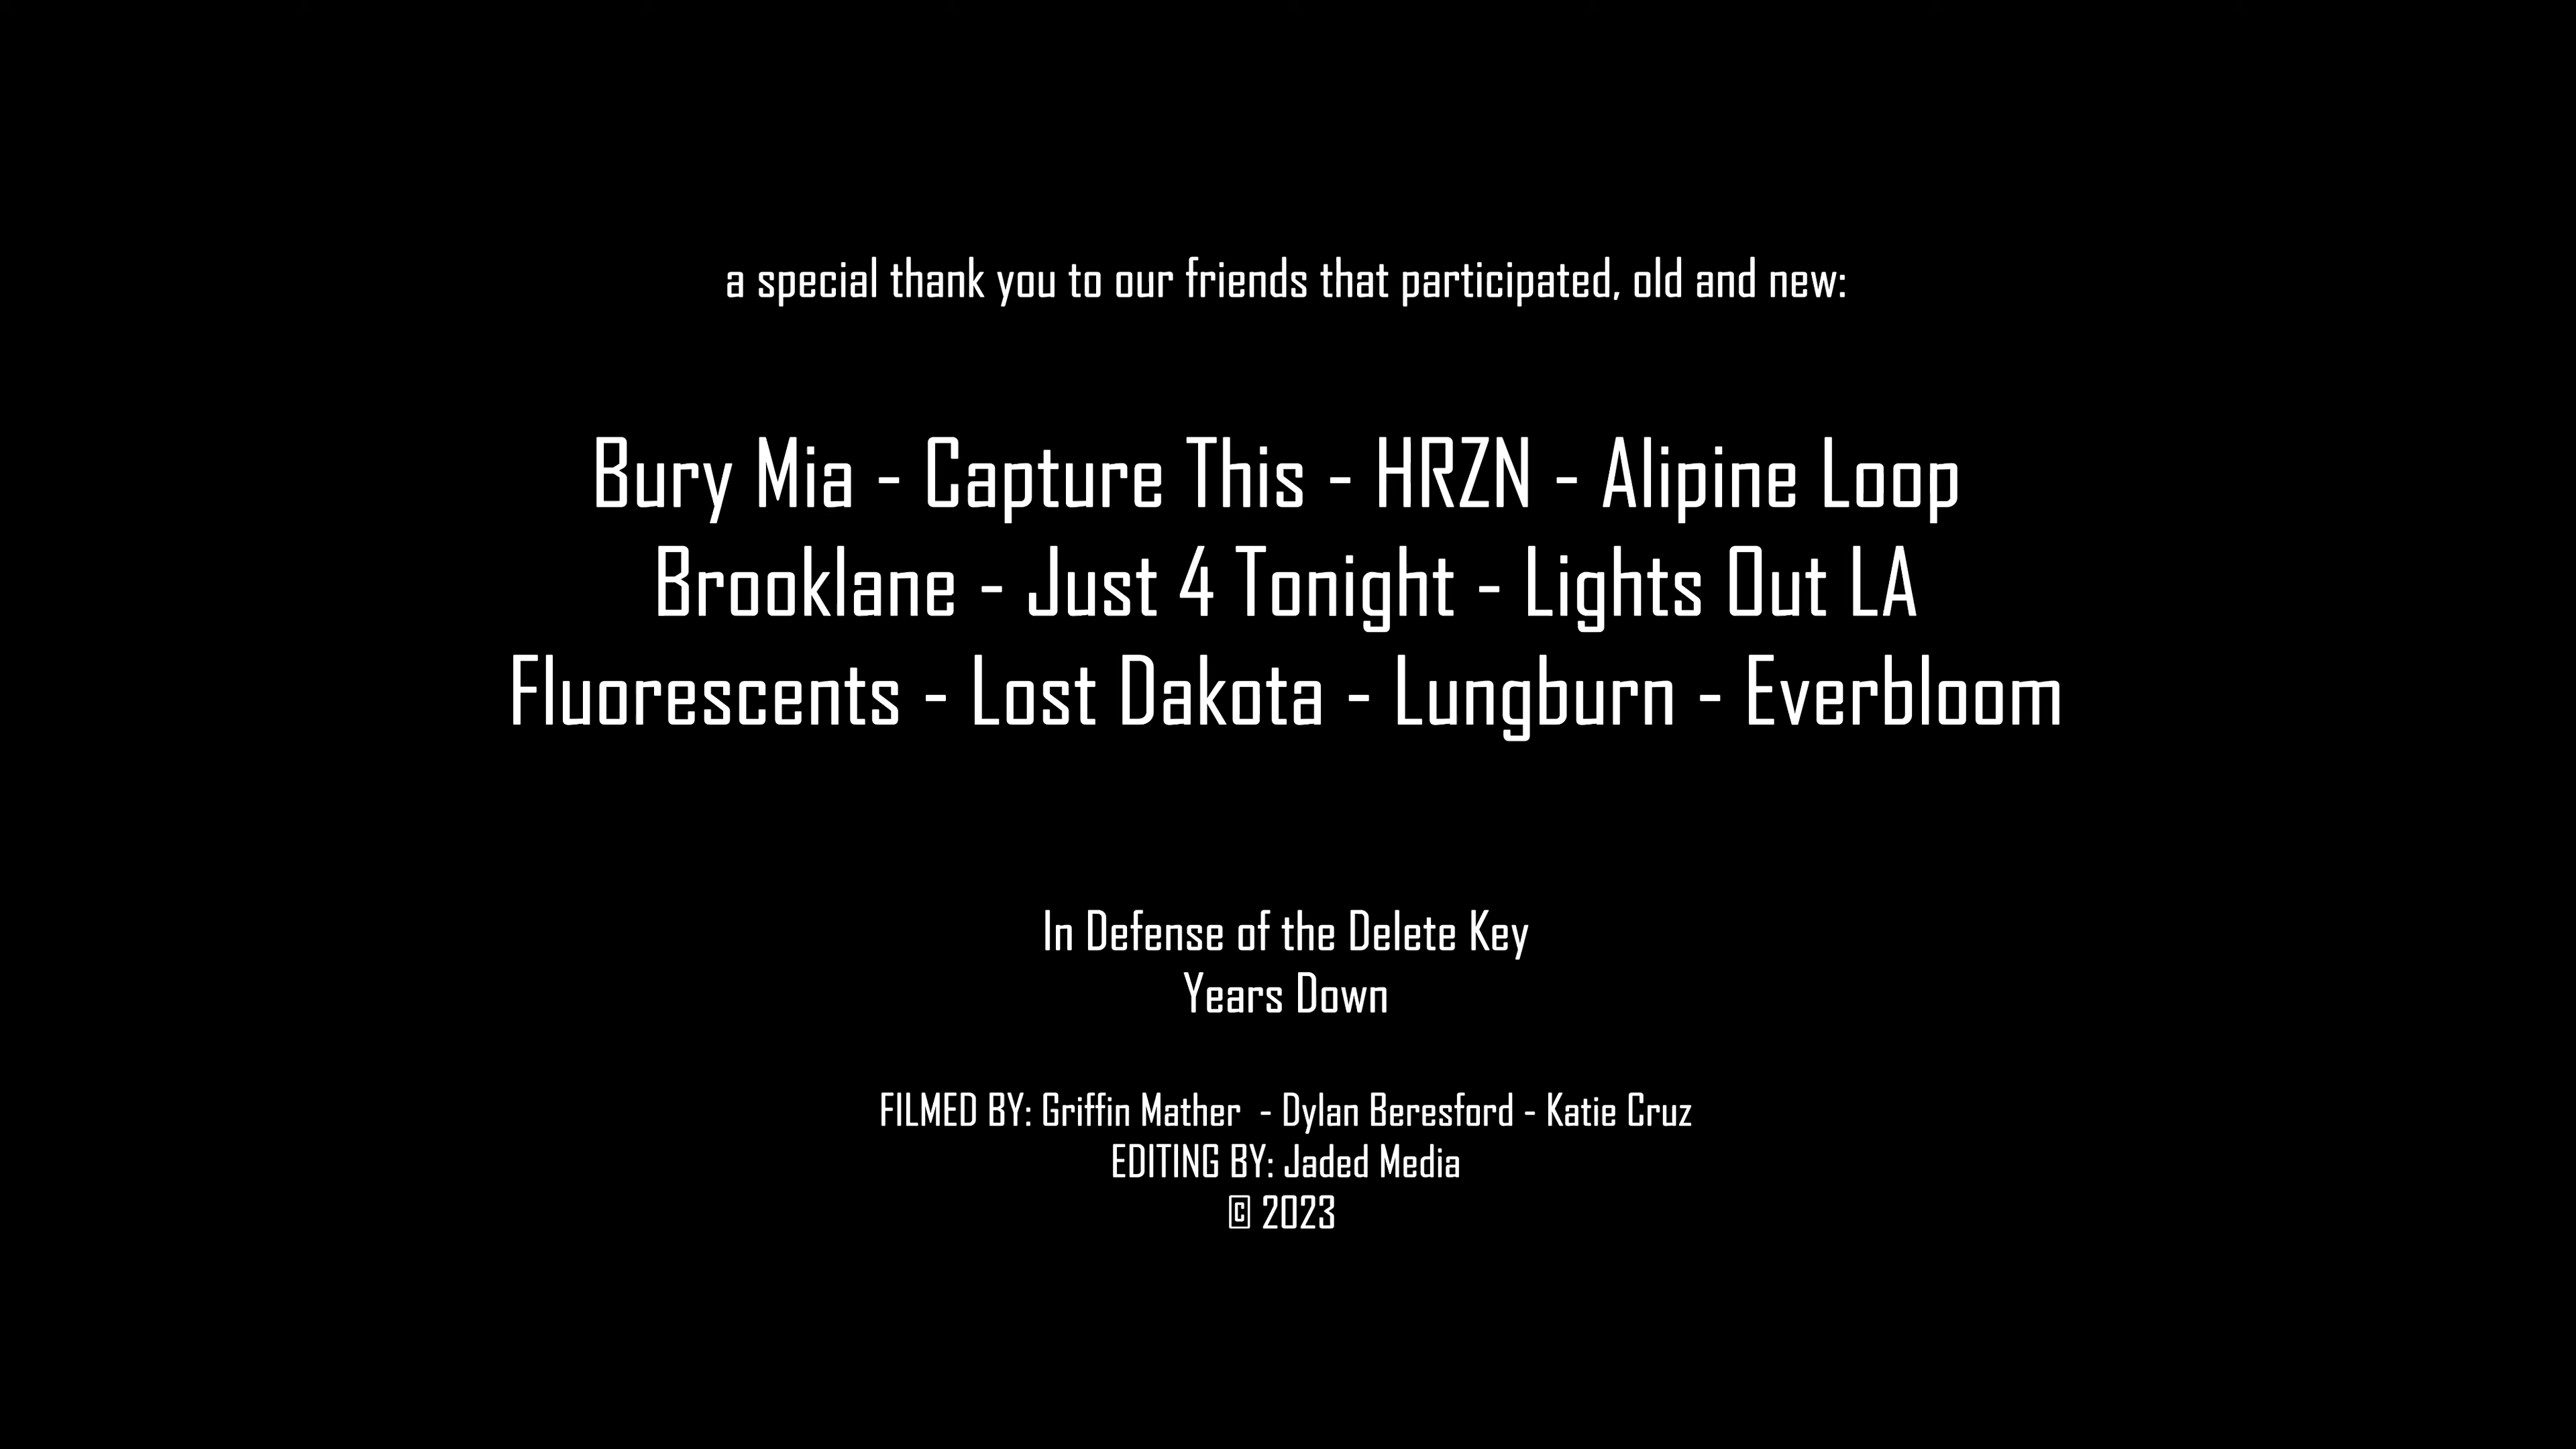 a special thank you to our friends that participated, old and new:
Bury Mia - Capture This - HRZN - Alipine Loop
Brooklane - Just 4 Tonight - Lights Out LA
Fluorescents - Lost Dakota - Lungburn - Everbloom
In Defense of the Delete Key
Years Down
FILMED BY: Griffin Mather  - Dylan Beresford - Katie Cruz
EDITING BY: Jaded Media
© 2023